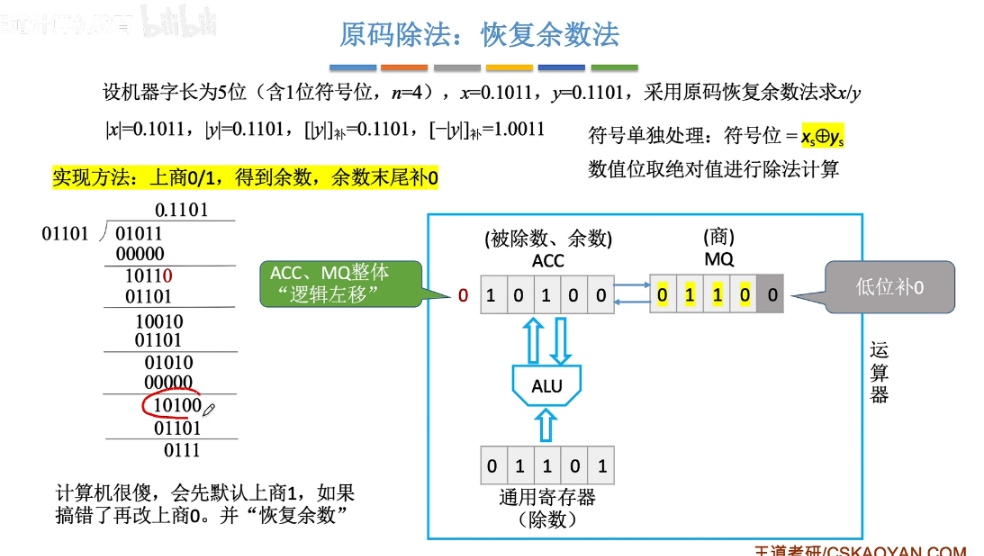 bilibili
原码除法：恢复余数法
设机器字长为5位（含1位符号位，n=4），x=0.1011，y=0.1101，采用原码恢复余数法求x/y
|x|=0.1011，|y|=0.1101，[|y|]补=0.1101，[−|y|]补=1.0011
符号单独处理：符号位 = xs⊕ys
数值位取绝对值进行除法计算
实现方法：上商0/1，得到余数，余数末尾补0
0.1101
01101
01011
00000
10110
01101
10010
01101
01010
00000
10100
01101
0111
计算机很傻，会先默认上商1，如果
搞错了再改上商0。并“恢复余数”
(被除数、余数)
ACC
(商)
MQ
ACC、MQ整体
“逻辑左移”
0 1 0 1 0 0
0 1 1 0 0
低位补0
ALU
运算器
0 1 1 0 1
通用寄存器
（除数）
王道考研/CSKAOYAN.COM